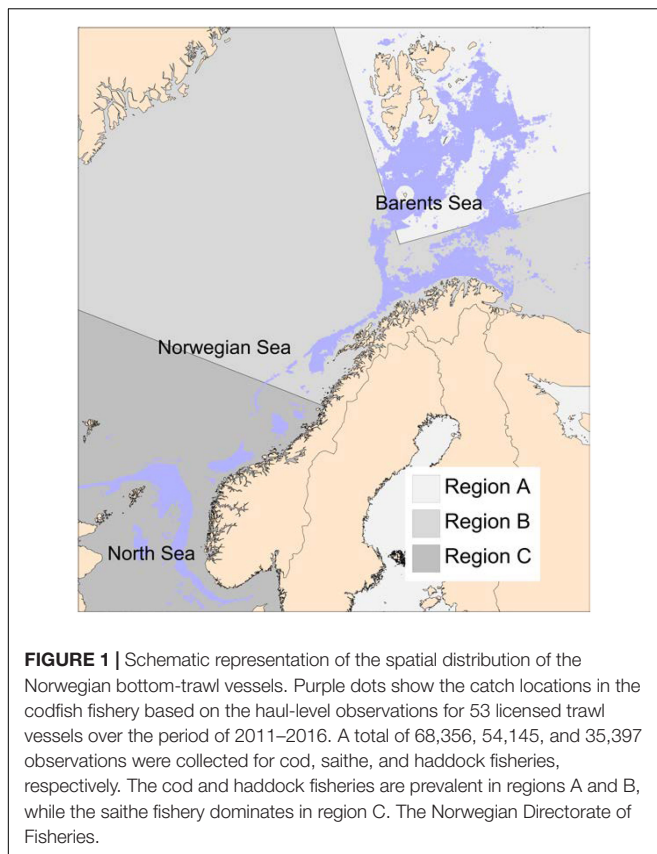 Barents Sea
Norwegian Sea
North Sea
Region A
Region B
Region C
FIGURE 1 | Schematic representation of the spatial distribution of the
Norwegian bottom-trawl vessels. Purple dots show the catch locations in the
codfish fishery based on the haul-level observations for 53 licensed trawl
vessels over the period of 2011–2016. A total of 68,356, 54,145, and 35,397
observations were collected for cod, saithe, and haddock fisheries,
respectively. The cod and haddock fisheries are prevalent in regions A and B,
while the saithe fishery dominates in region C. The Norwegian Directorate of
Fisheries.